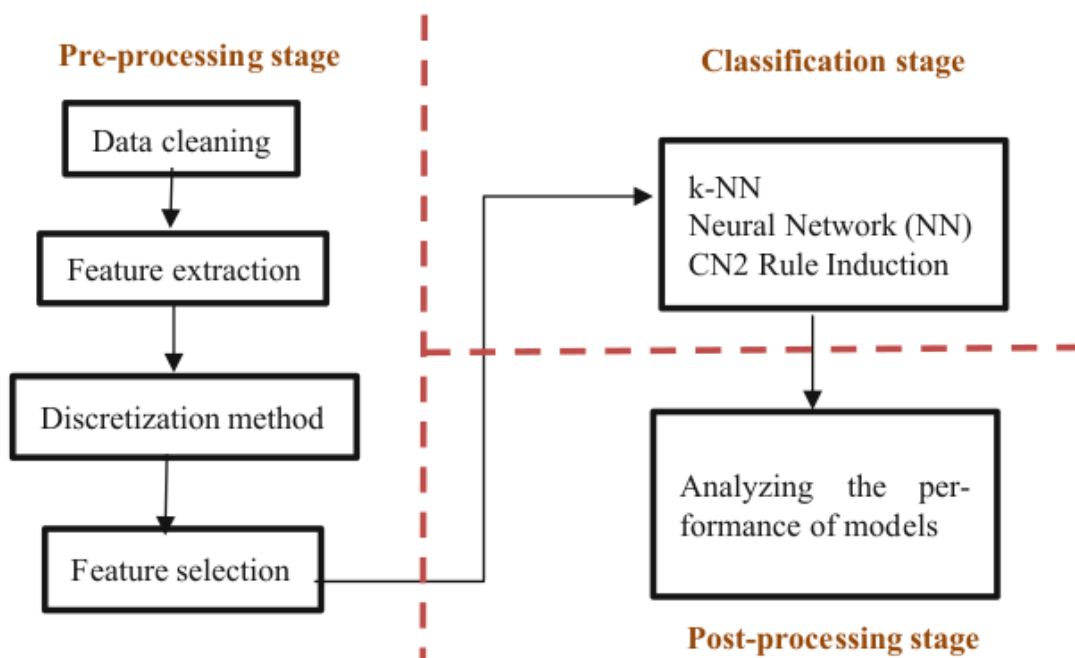 Pre-processing stage
Data cleaning
Feature extraction
Discretization method
Feature selection
Classification stage
k-NN
Neural Network (NN)
CN2 Rule Induction
Analyzing the per-
formance of models
Post-processing stage